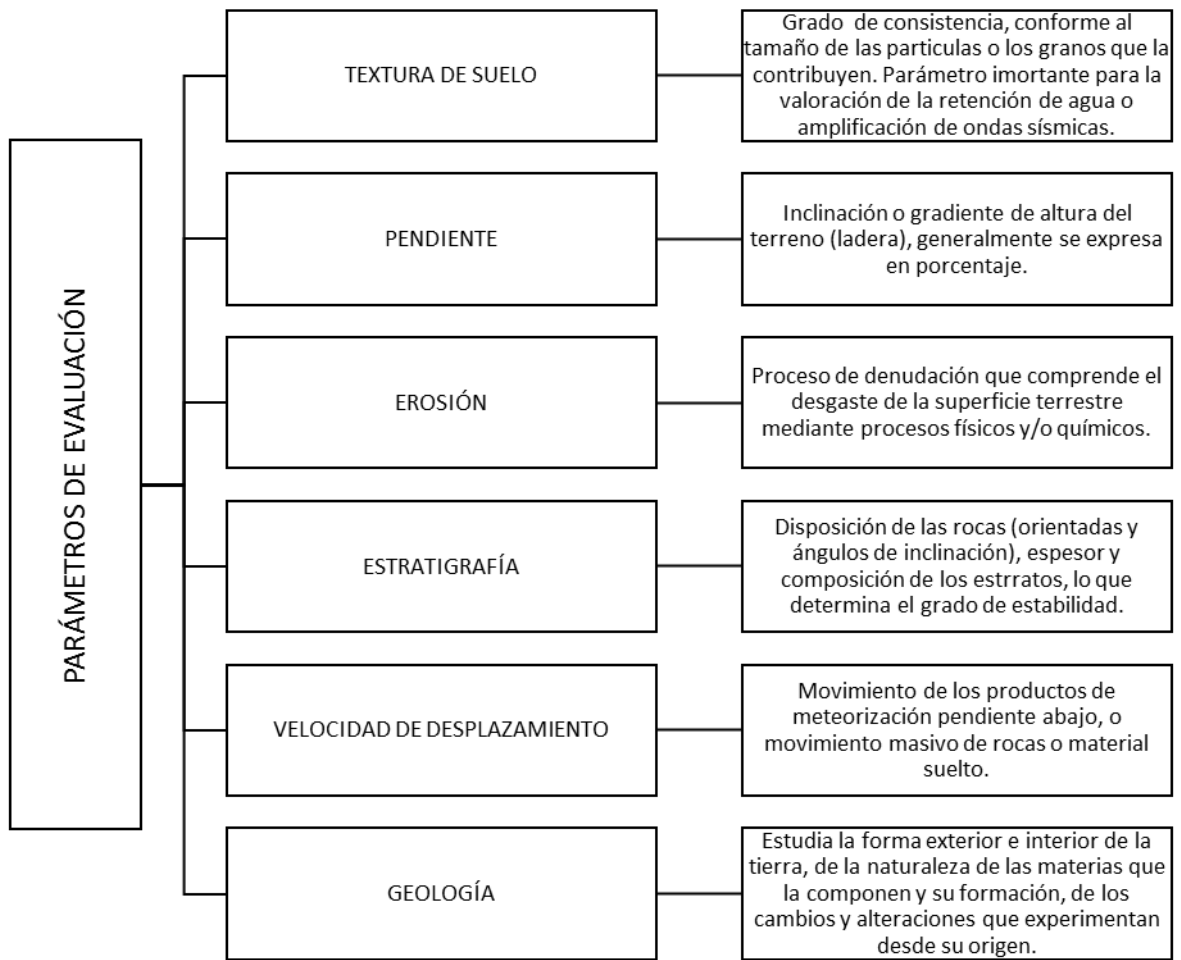 PARÁMETROS DE EVALUACIÓN
TEXTURA DE SUELO
Grado de consistencia, conforme al
tamaño de las particulas o los granos que la
contribuyen. Parámetro imortante para la
valoración de la retención de agua o
amplificación de ondas sísmicas.
PENDIENTE
Inclinación o gradiente de altura del
terreno (ladera), generalmente se expresa
en porcentaje.
EROSIÓN
Proceso de denudación que comprende el
desgaste de la superficie terrestre
mediante procesos físicos y/o químicos.
ESTRATIGRAFÍA
Disposición de las rocas (orientadas y
ángulos de inclinación), espesor y
composición de los estrratos, lo que
determina el grado de estabilidad.
VELOCIDAD DE DESPLAZAMIENTO
Movimiento de los productos de
meteorización pendiente abajo, o
movimiento masivo de rocas o material
suelto.
GEOLOGÍA
Estudia la forma exterior e interior de la
tierra, de la naturaleza de las materias que
la componen y su formación, de los
cambios y alteraciones que experimentan
desde su origen.